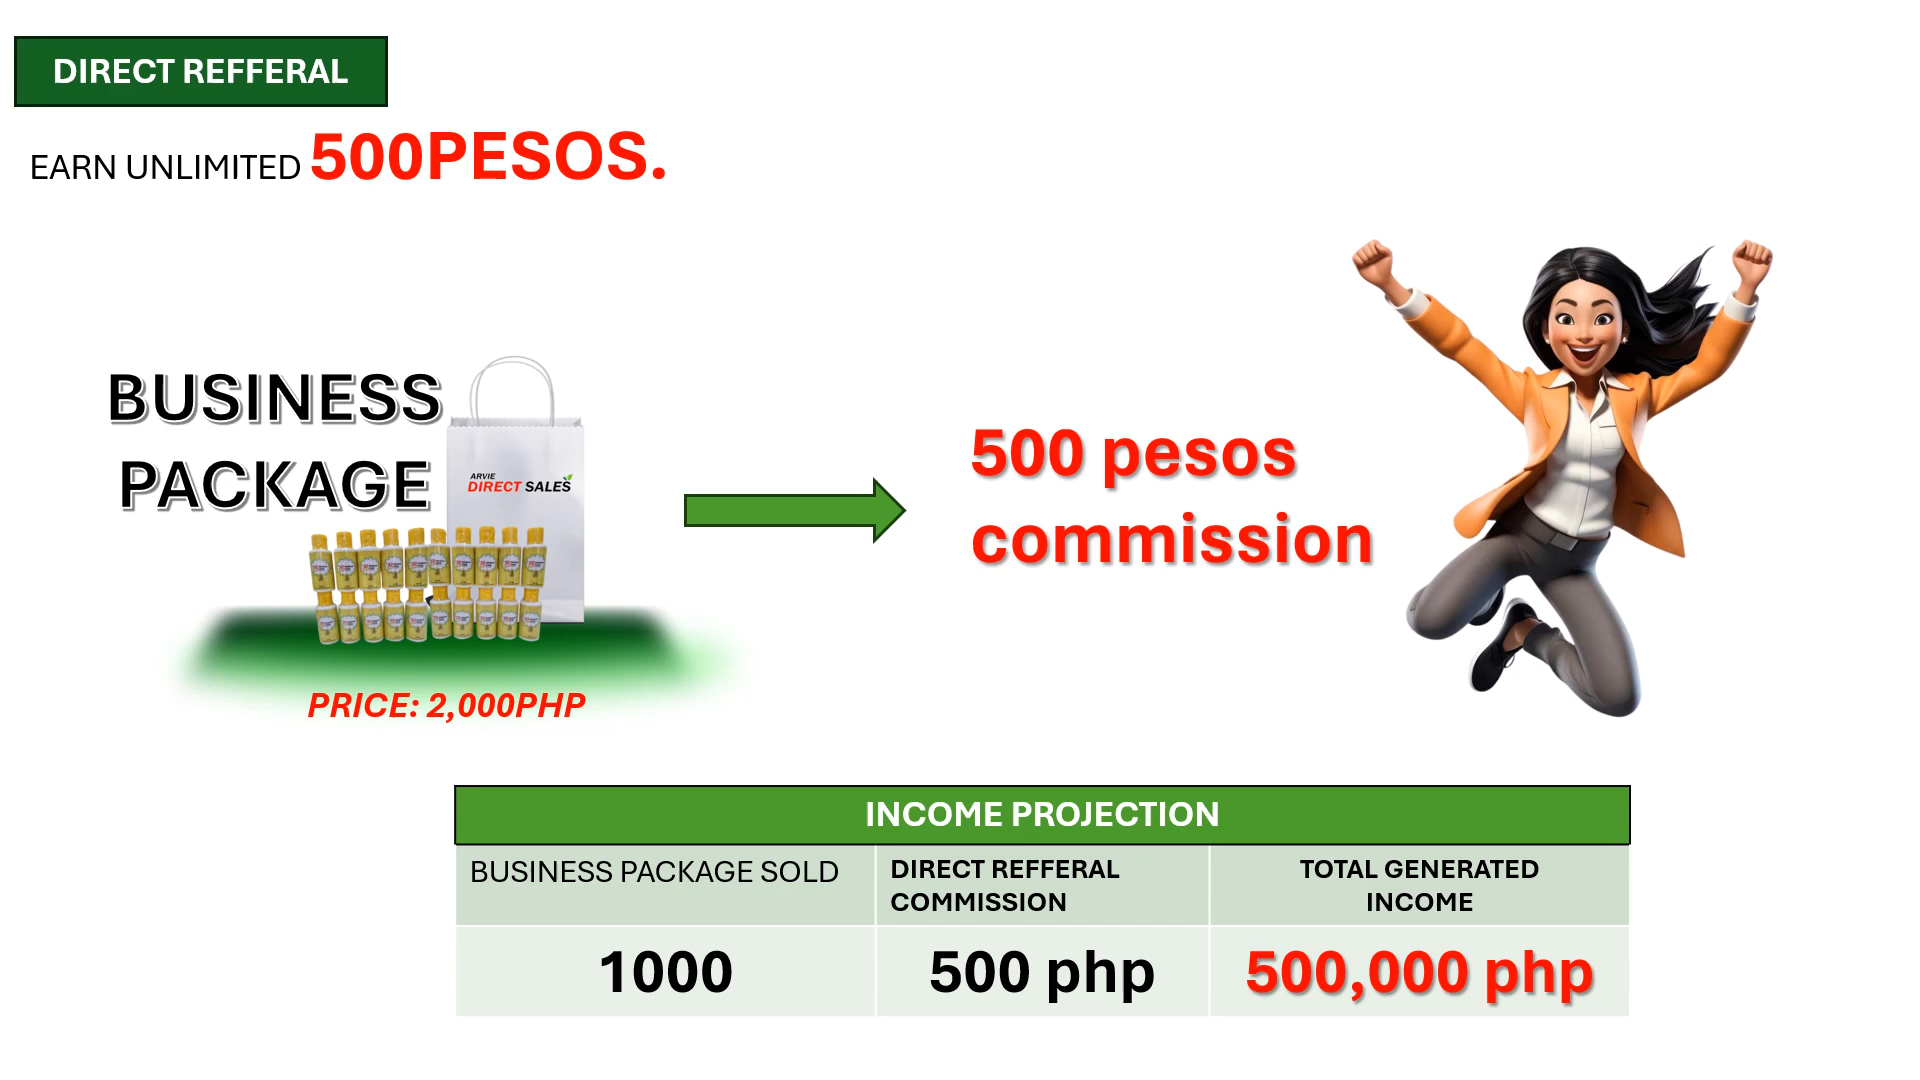 DIRECT REFFERAL
EARN UNLIMITED 500PESOS.
BUSINESS
PACKAGE
ARVIE
DIRECT SALES
PRICE: 2,000PHP
500 pesos
commission
INCOME PROJECTION
BUSINESS PACKAGE SOLD
DIRECT REFFERAL
COMMISSION
TOTAL GENERATED
INCOME
1000
500 php
500,000 php